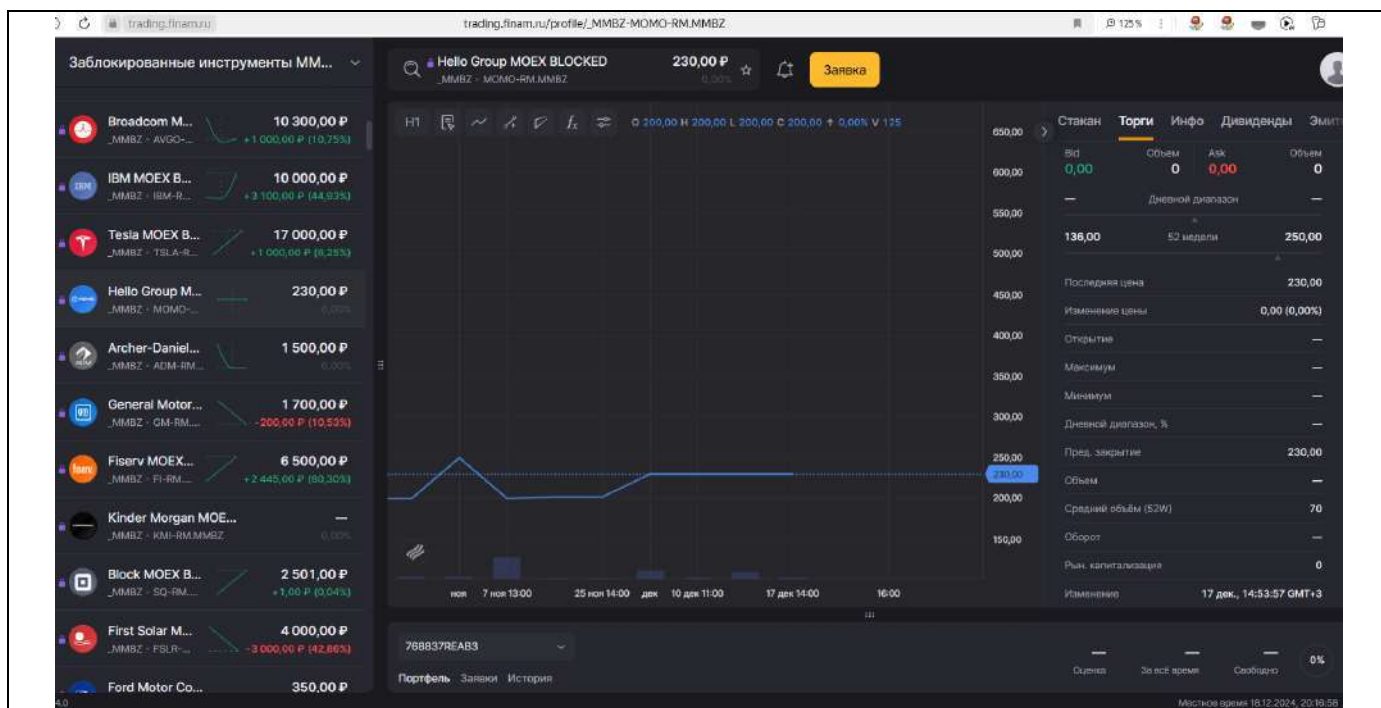 trading.finam.ru
trading.finam.ru/profile/_MMBZ-MOMO-RM.MMBZ
125 %
Заблокированные инструменты ММ...
Hello Group MOEX BLOCKED
230,00 ₽
_MMBZ - MOMO-RM.MMBZ
0,00%
Заявка
Broadcom M...
10 300,00 ₽
_MMBZ - AVGO-...
+1 000,00 ₽ (10,75%)
IBM MOEX B...
10 000,00 ₽
_MMBZ - IBM-R...
+3 100,00 ₽ (44,93%)
Tesla MOEX B...
17 000,00 ₽
_MMBZ - TSLA-R...
+1 000,00 ₽ (6,25%)
Hello Group M...
230,00 ₽
_MMBZ - MOMO-...
0,00%
Archer-Daniel...
1 500,00 ₽
_MMBZ - ADM-RM...
0,00%
General Motor...
1 700,00 ₽
_MMBZ - GM-RM....
-200,00 ₽ (10,53%)
Fiserv MOEX...
6 500,00 ₽
_MMBZ - FI-RM....
+2 445,00 ₽ (60,30%)
Kinder Morgan MOE...
—
_MMBZ - KMI-RM.MMBZ
0,00%
Block MOEX B...
2 501,00 ₽
_MMBZ - SQ-RM....
+1,00 ₽ (0,04%)
First Solar M...
4 000,00 ₽
_MMBZ - FSLR-...
-3 000,00 ₽ (42,86%)
Ford Motor Co...
350,00 ₽
H1
O 200,00 H 200,00 L 200,00 C 200,00 + 0,00% V 125
650,00
600,00
550,00
500,00
450,00
400,00
350,00
300,00
250,00
230,00
200,00
150,00
ноя 7 ноя 13:00 25 ноя 14:00 дек 10 дек 11:00 17 дек 14:00 16:00
Стакан Торги Инфо Дивиденды Эмит
Bid Объем Ask Объем
0,00 0 0,00 0
— Дневной диапазон —
136,00 52 недели 250,00
Последняя цена 230,00
Изменение цены 0,00 (0,00%)
Открытие —
Максимум —
Минимум —
Дневной диапазон, % —
Пред. закрытие 230,00
Объем —
Средний объём (52W) 70
Оборот —
Рын. капитализация 0
Изменение 17 дек., 14:53:57 GMT+3
768837REAB3
Портфель Заявки История
— — —
Оценка За всё время Свободно
0%
4.0
Местное время 18.12.2024, 20:16:56